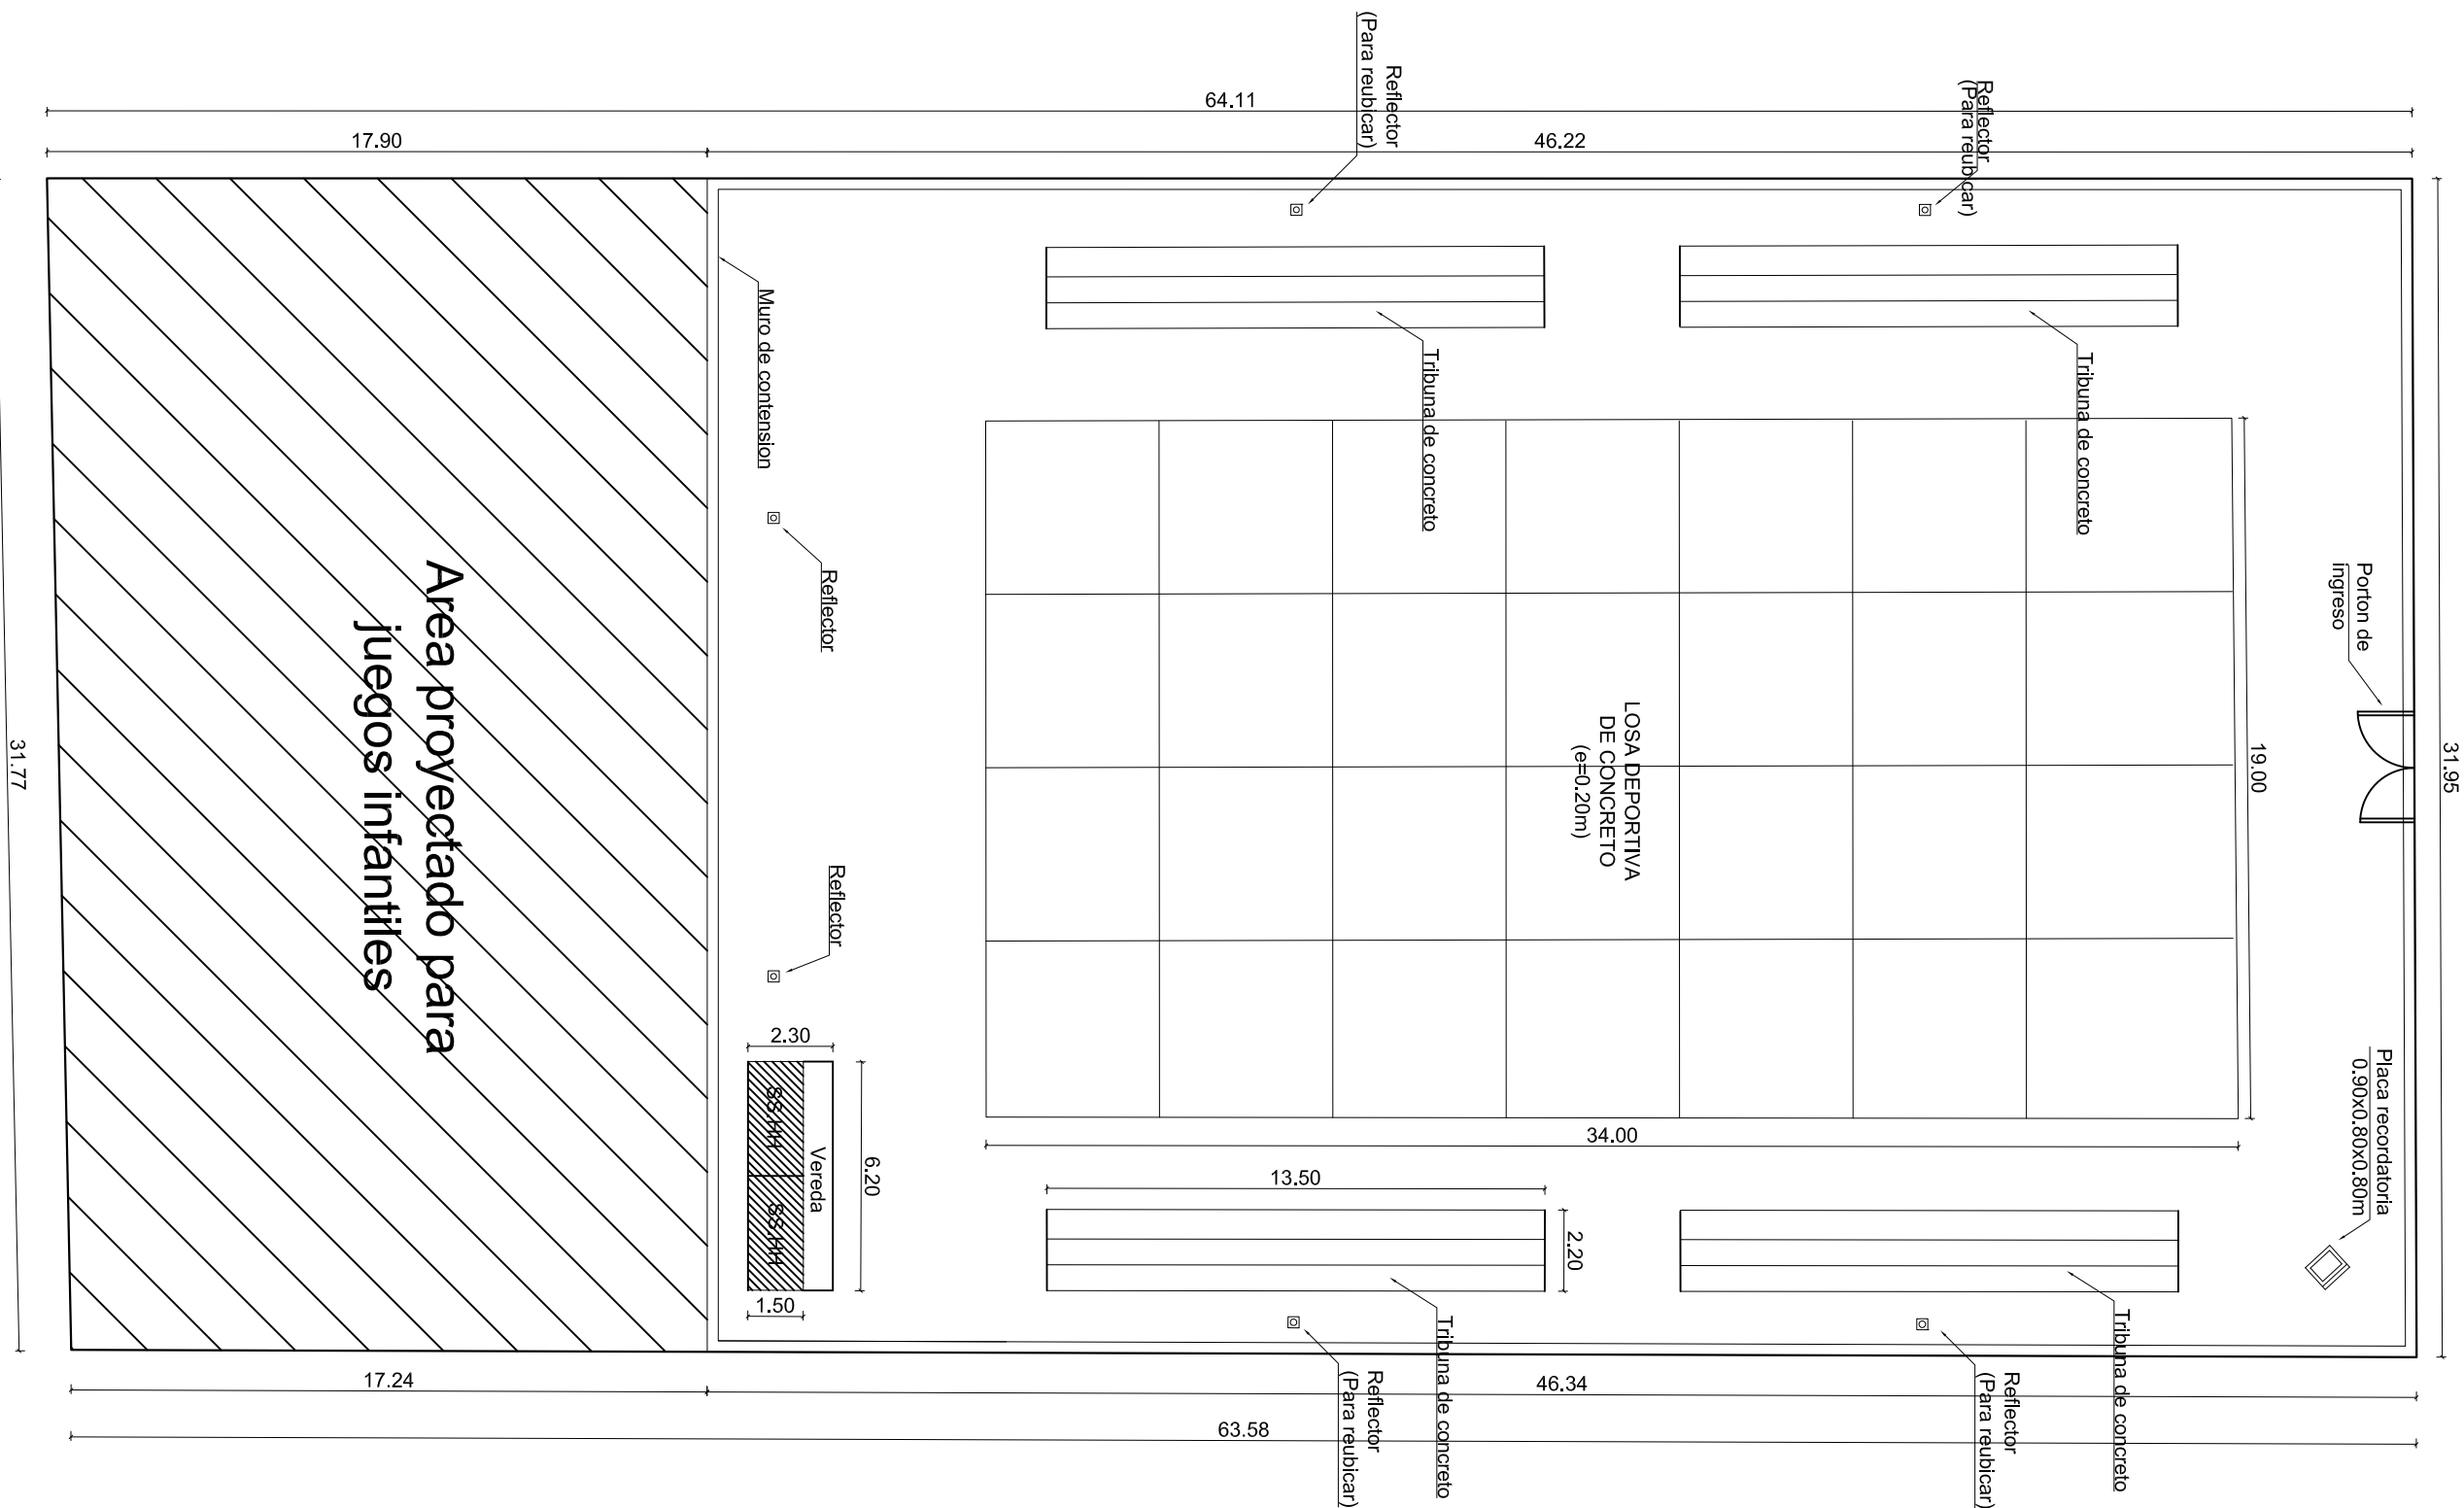 64.11
17.90
46.22
Reflector
(Para reubicar)
Reflector
(Para reubicar)
Muro de contension
Tribuna de concreto
Tribuna de concreto
Reflector
Reflector
Porton de
ingreso
31.95
19.00
LOSA DEPORTIVA
DE CONCRETO
(e=0.20m)
31.77
Area proyectado para
juegos infantiles
2.30
SS.HH
SS.HH
Vereda
6.20
1.50
34.00
13.50
2.20
Placa recordatoria
0.90x0.80x0.80m
Tribuna de concreto
Tribuna de concreto
Reflector
(Para reubicar)
Reflector
(Para reubicar)
17.24
46.34
63.58